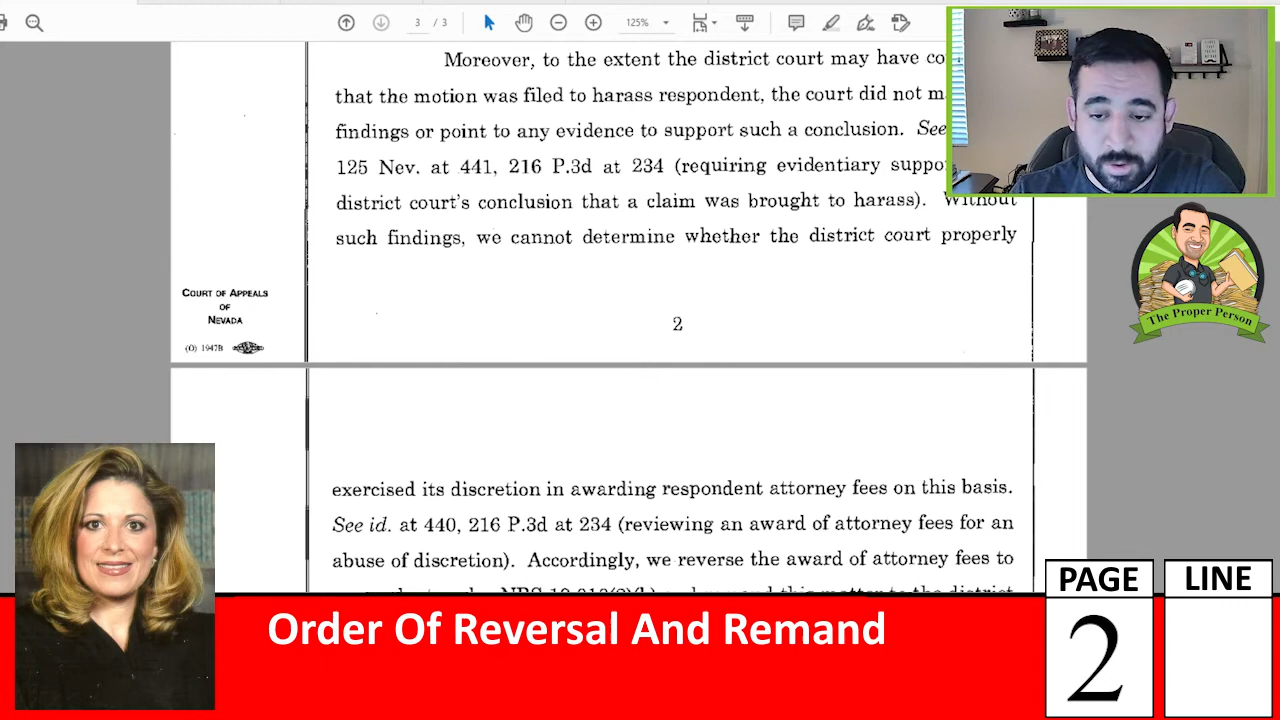 3 / 3
125%
Moreover, to the extent the district court may have
that the motion was filed to harass respondent, the court did not
findings or point to any evidence to support such a conclusion. See
125 Nev. at 441, 216 P.3d at 234 (requiring evidentiary
district court's conclusion that a claim was brought to harass). Without
such findings, we cannot determine whether the district court properly
COURT OF APPEALS
OF
NEVADA
(O) 1947B
2
The Proper Person
exercised its discretion in awarding respondent attorney fees on this basis.
See id. at 440, 216 P.3d at 234 (reviewing an award of attorney fees for an
abuse of discretion). Accordingly, we reverse the award of attorney fees to
PAGE
LINE
Order Of Reversal And Remand
2